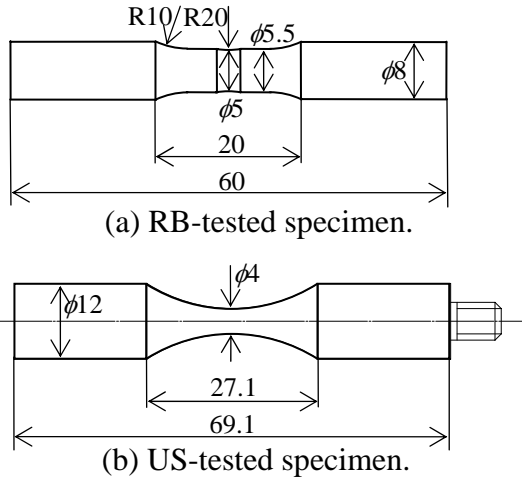 R10 R20
ϕ5.5
ϕ8
ϕ5
20
60
(a) RB-tested specimen.
ϕ4
ϕ12
27.1
69.1
(b) US-tested specimen.